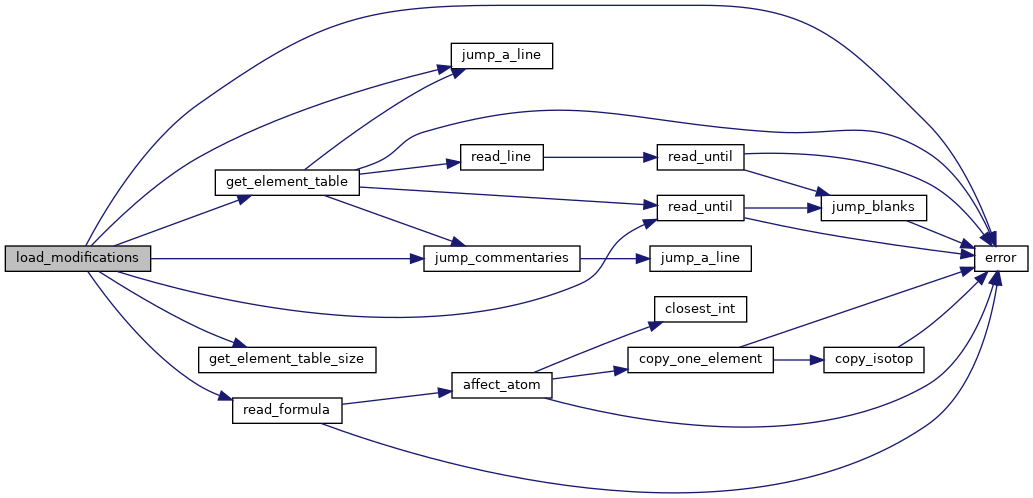 jump_a_line
read_line
read_until
get_element_table
read_until
jump_blanks
load_modifications
jump_commentaries
jump_a_line
error
closest_int
get_element_table_size
copy_one_element
copy_isotop
affect_atom
read_formula